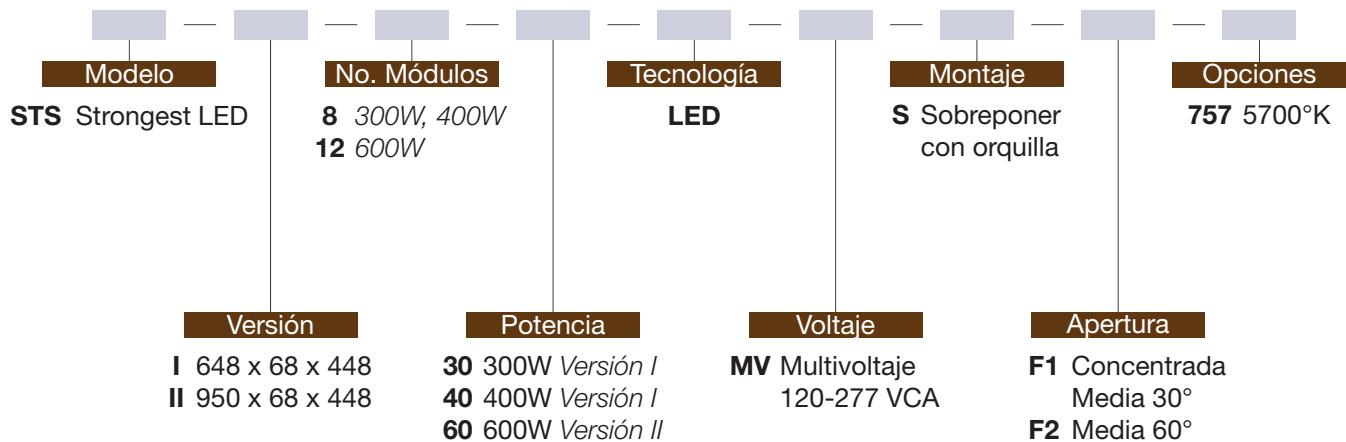 Modelo
STS Strongest LED
No. Módulos
8 300W, 400W
12 600W
Tecnología
LED
Montaje
S Sobreponer
con orquilla
Opciones
757 5700°K
Versión
I 648 x 68 x 448
II 950 x 68 x 448
Potencia
30 300W Versión I
40 400W Versión I
60 600W Versión II
Voltaje
MV Multivoltaje
120-277 VCA
Apertura
F1 Concentrada
Media 30°
F2 Media 60°